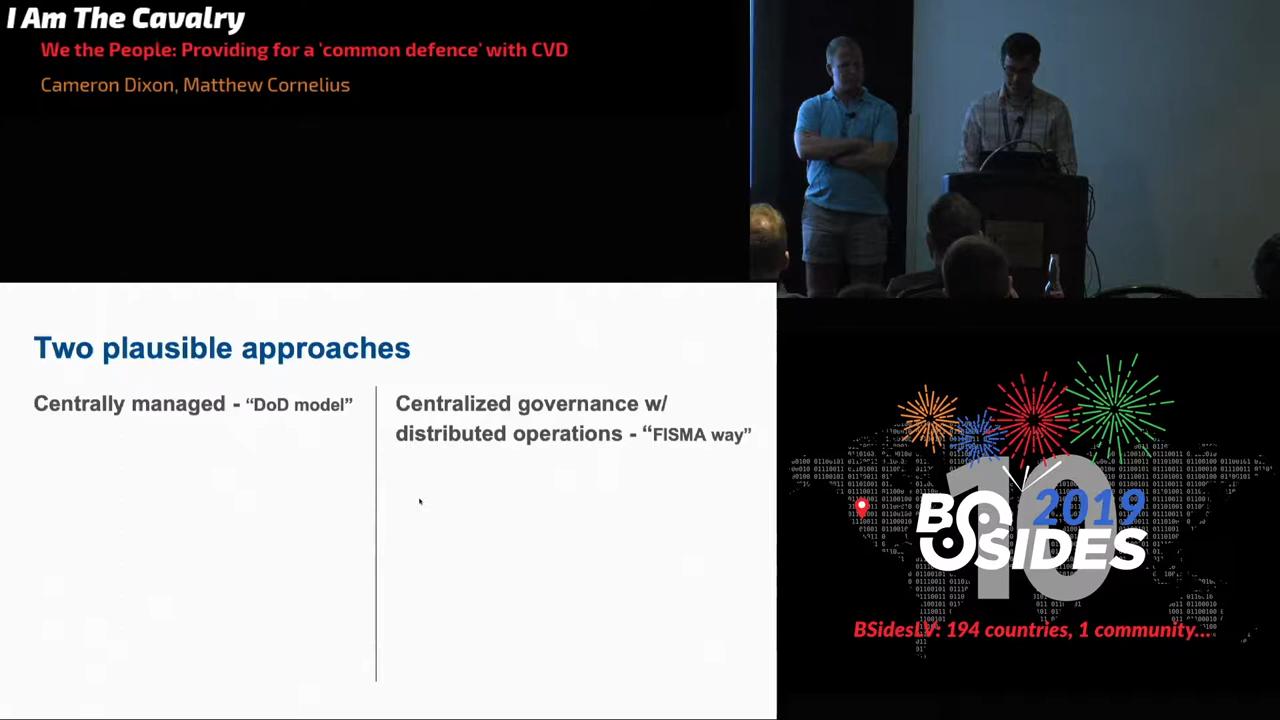 I Am The Cavalry
We the People: Providing for a 'common defence' with CVD
Cameron Dixon, Matthew Cornelius
Two plausible approaches
Centrally managed - “DoD model”
Centralized governance w/
distributed operations - “FISMA way”
10
2019
BSIDES
BSidesLV: 194 countries, 1 community...